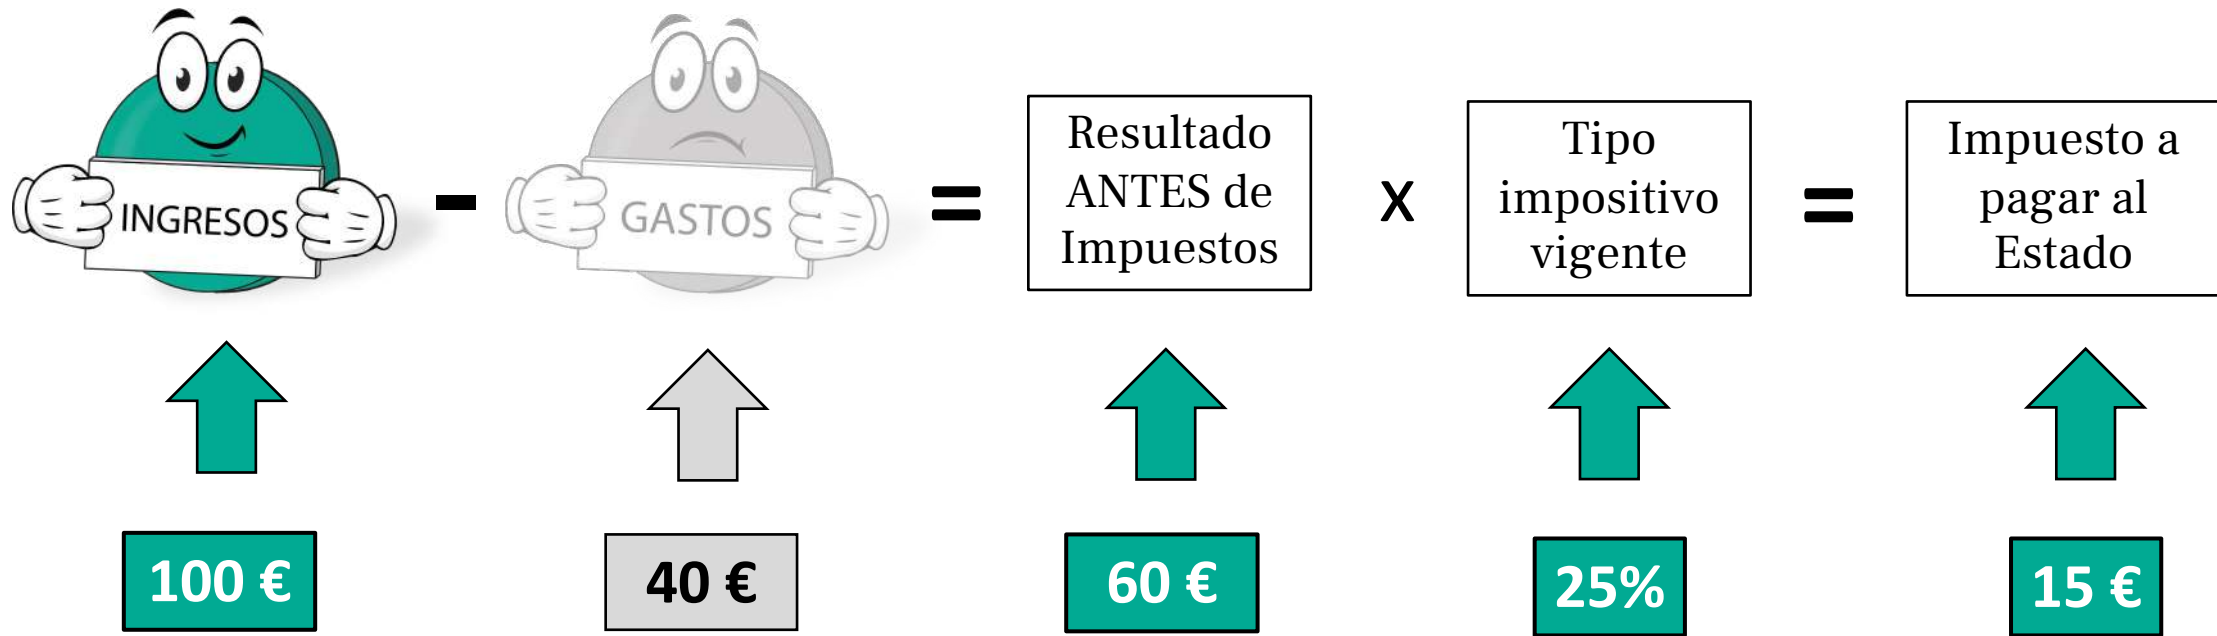 INGRESOS
-
GASTOS
=
Resultado
ANTES de
Impuestos
x
Tipo
impositivo
vigente
=
Impuesto a
pagar al
Estado
100 €
40 €
60 €
25%
15 €